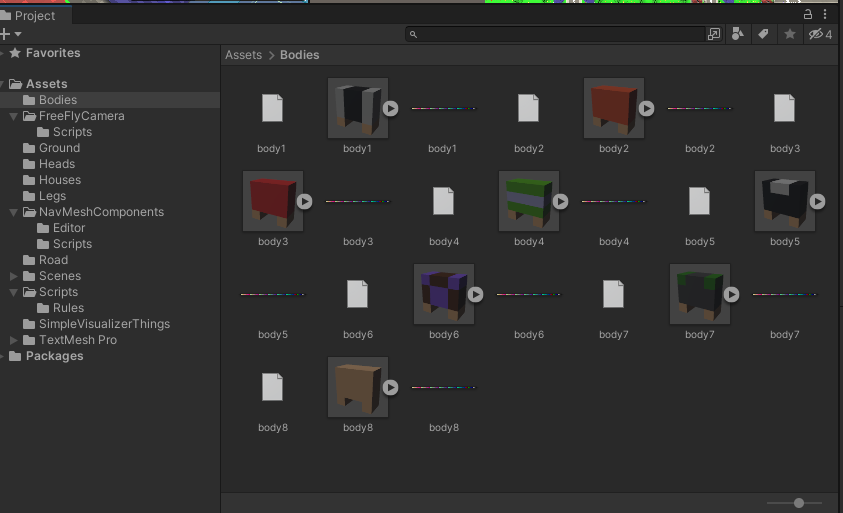 Project
4
Favorites
Assets > Bodies
Assets
Bodies
FreeFlyCamera
Scripts
Ground
Heads
Houses
Legs
NavMeshComponents
Editor
Scripts
Road
Scenes
Scripts
Rules
SimpleVisualizerThings
TextMesh Pro
Packages
body1 body1 body1 body2 body2 body2 body3
body3 body3 body4 body4 body4 body5 body5
body5 body6 body6 body6 body7 body7 body7
body8 body8 body8